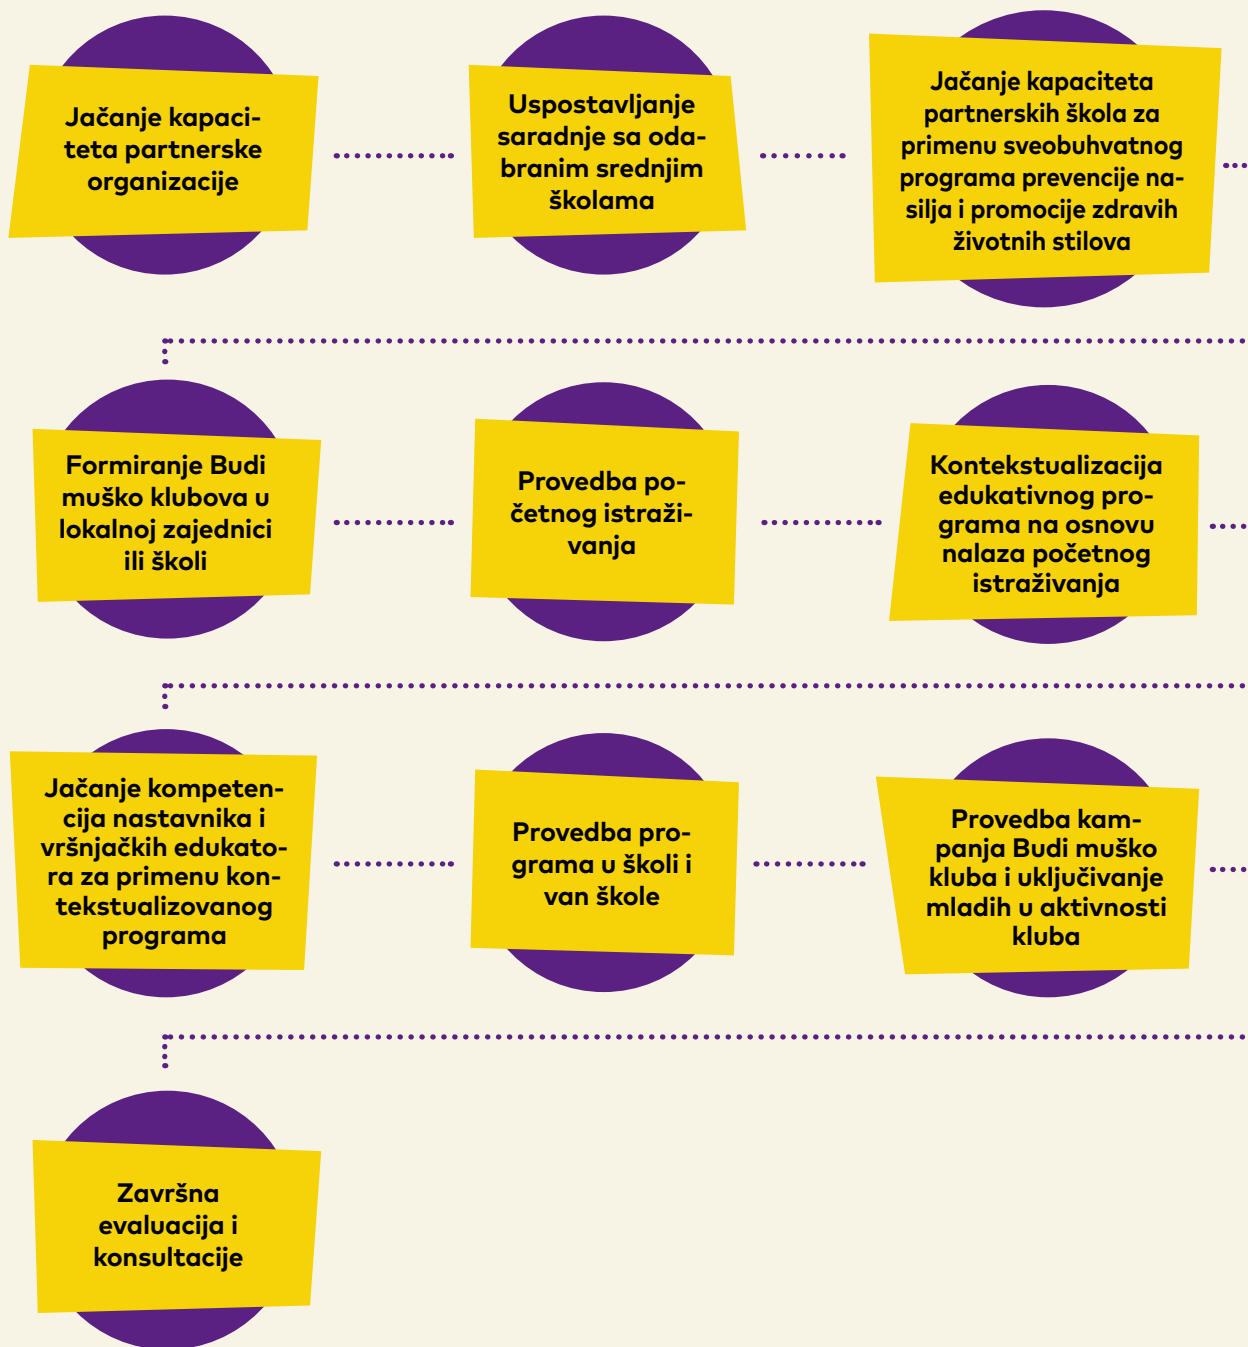 Jačanje kapaci-
teta partnerske
organizacije
Uspostavljanje
saradnje sa oda-
branim srednjim
školama
Jačanje kapaciteta
partnerskih škola za
primenu sveobuhvatnog
programa prevencije na-
silja i promocije zdravih
životnih stilova
Formiranje Budi
muško klubova u
lokalnoj zajednici
ili školi
Provedba po-
četnog istraži-
vanja
Kontekstualizacija
edukativnog pro-
grama na osnovu
nalaza početnog
istraživanja
Jačanje kompeten-
cija nastavnika i
vršnjačkih edukato-
ra za primenu kon-
tekstualizovanog
programa
Provedba pro-
grama u školi i
van škole
Provedba kam-
panja Budi muško
kluba i uključivanje
mladih u aktivnosti
kluba
Završna
evaluacija i
konsultacije